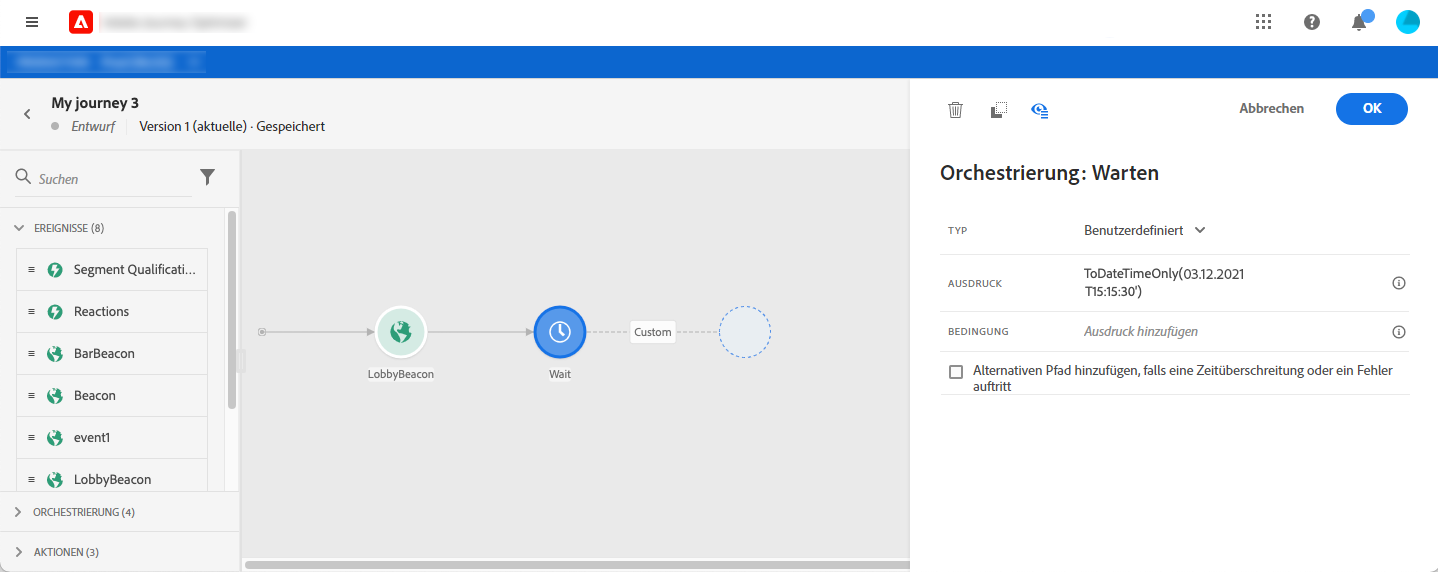 My journey 3
Entwurf
Version 1 (aktuelle) · Gespeichert
Abbrechen
OK
Suchen
EREIGNISSE (8)
Segment Qualificati...
Reactions
BarBeacon
Beacon
event1
LobbyBeacon
ORCHESTRIERUNG (4)
AKTIONEN (3)
LobbyBeacon
Wait
Custom
Orchestrierung: Warten
TYP
Benutzerdefiniert
AUSDRUCK
ToDateTimeOnly(03.12.2021
T15:15:30')
BEDINGUNG
Ausdruck hinzufügen
Alternativen Pfad hinzufügen, falls eine Zeitüberschreitung oder ein Fehler
auftritt